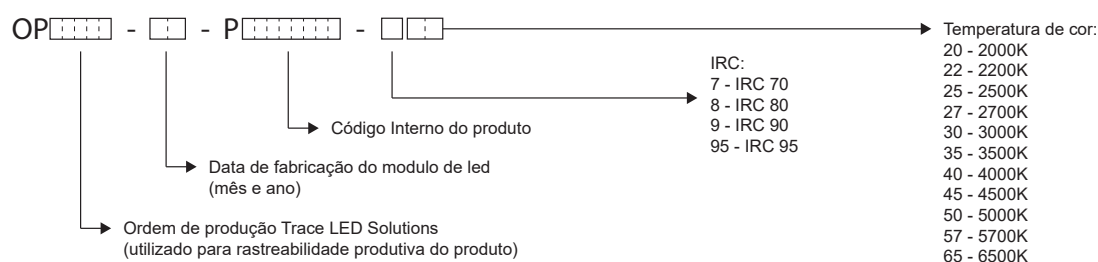 OP - - P -
Temperatura de cor:
20 - 2000K
22 - 2200K
25 - 2500K
27 - 2700K
30 - 3000K
35 - 3500K
40 - 4000K
45 - 4500K
50 - 5000K
57 - 5700K
65 - 6500K
IRC:
7 - IRC 70
8 - IRC 80
9 - IRC 90
95 - IRC 95
Código Interno do produto
Data de fabricação do modulo de led
(mês e ano)
Ordem de produção Trace LED Solutions
(utilizado para rastreabilidade produtiva do produto)